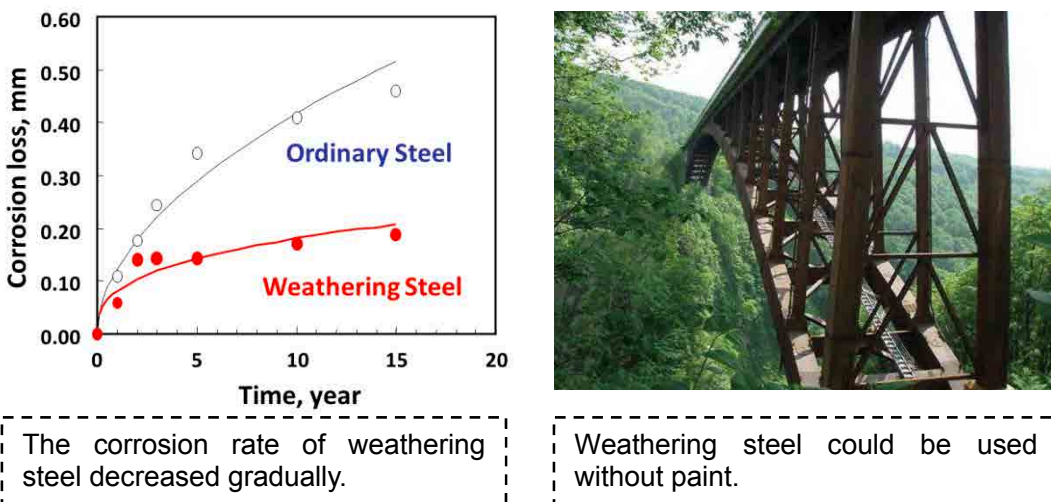 0.60
0.50
0.40
0.30
0.20
0.10
0.00
Corrosion loss, mm
Ordinary Steel
Weathering Steel
0 5 10 15 20
Time, year
The corrosion rate of weathering
steel decreased gradually.
Weathering steel could be used
without paint.